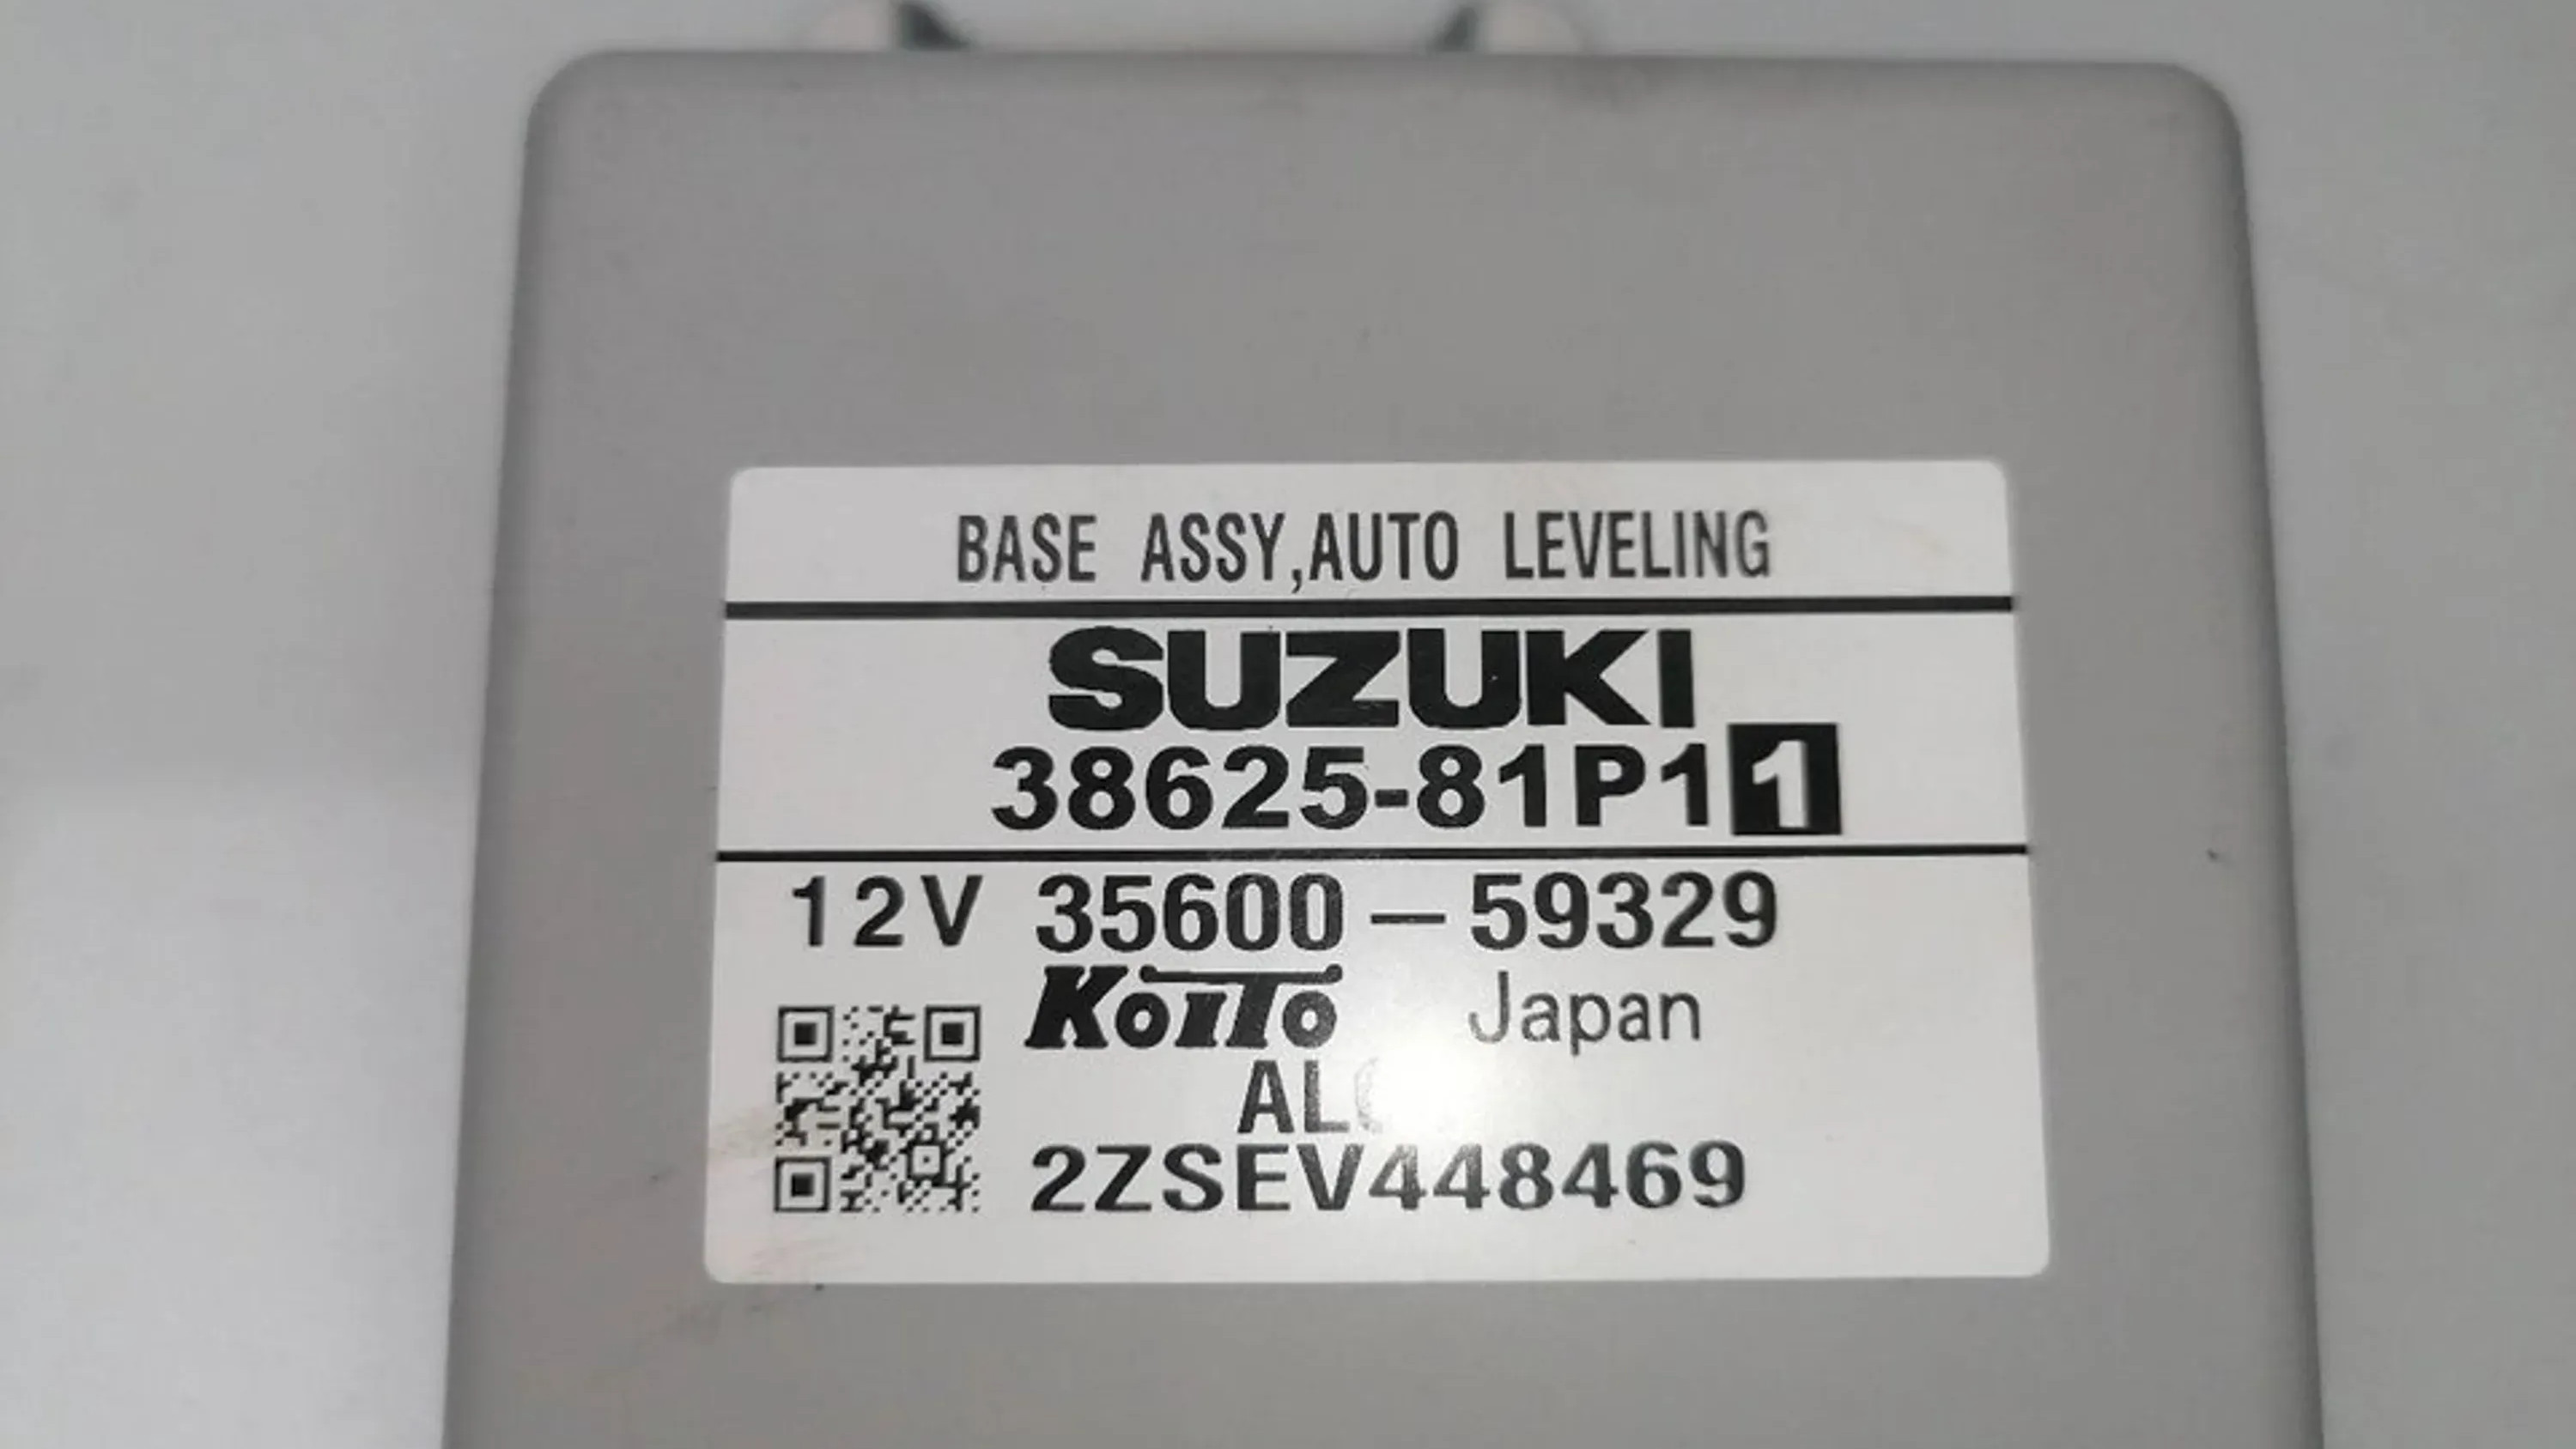 BASE ASSY,AUTO LEVELING
SUZUKI
38625-81P11
12V 35600-59329
KOITO Japan
2ZSEV448469